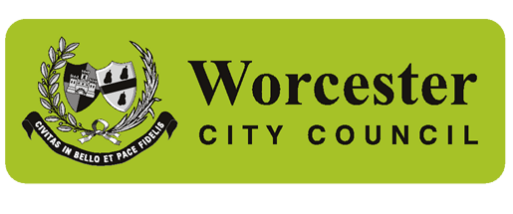 Worcester
CITY COUNCIL
CIVITAS IN BELLO ET PACE FIDELIS